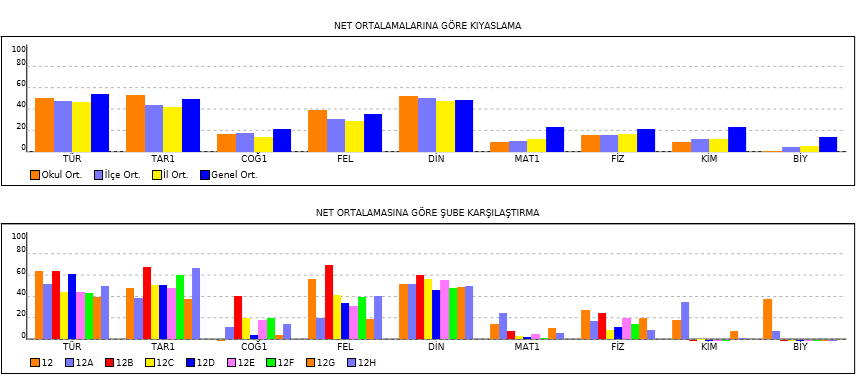 NET ORTALAMALARINA GÖRE KIYASLAMA
100
80
60
40
20
0
TÜR TAR1 COĞ1 FEL DİN MAT1 FİZ KİM BİY
Okul Ort. İlçe Ort. İl Ort. Genel Ort.
NET ORTALAMASINA GÖRE ŞUBE KARŞILAŞTIRMA
100
80
60
40
20
0
TÜR TAR1 COĞ1 FEL DİN MAT1 FİZ KİM BİY
12 12A 12B 12C 12D 12E 12F 12G 12H